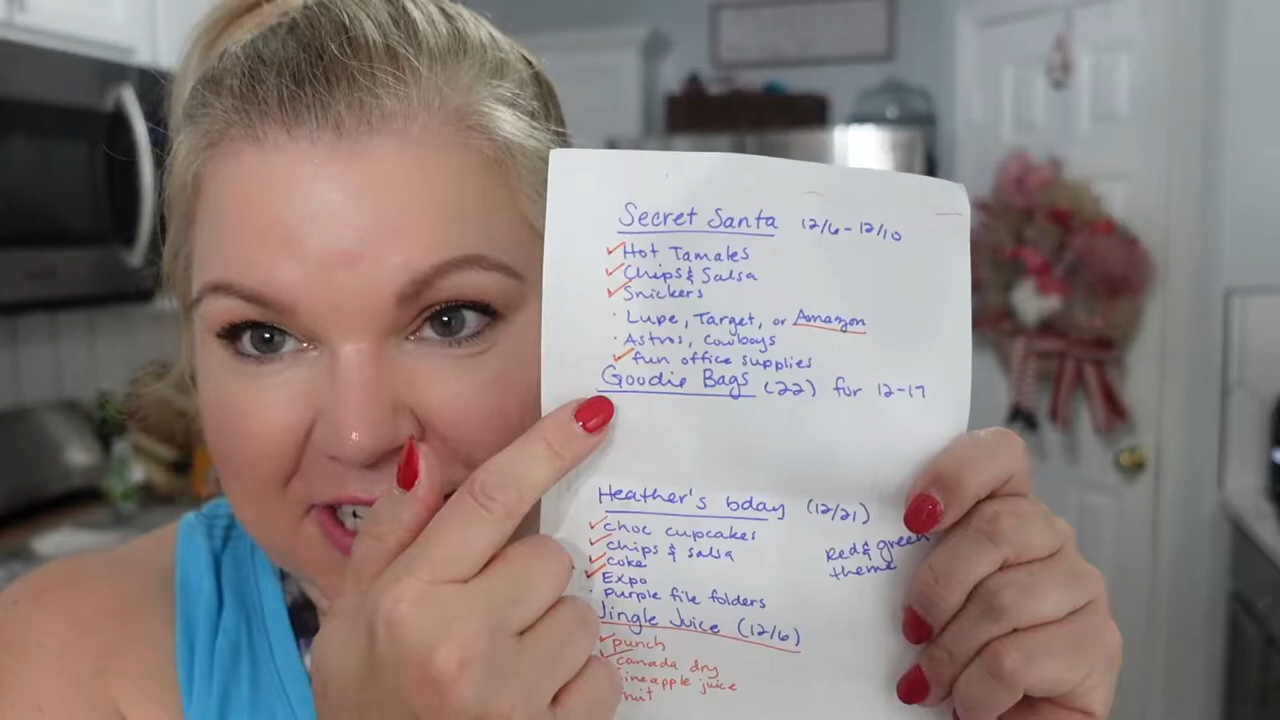 Secret Santa 12/6-12/10
✓Hot Tamales
✓Chips & Salsa
✓Snickers
· Lupe, Target, or Amazon
· Astros, Cowboys
✓fun office supplies
Goodie Bags (22) for 12-17
Heather's bday (12/21)
✓choc cupcakes
✓chips & salsa
✓coke
✓Expo
· Purple file folders
Red & green
theme
Jingle Juice (12/6)
✓punch
✓canada dry
juice